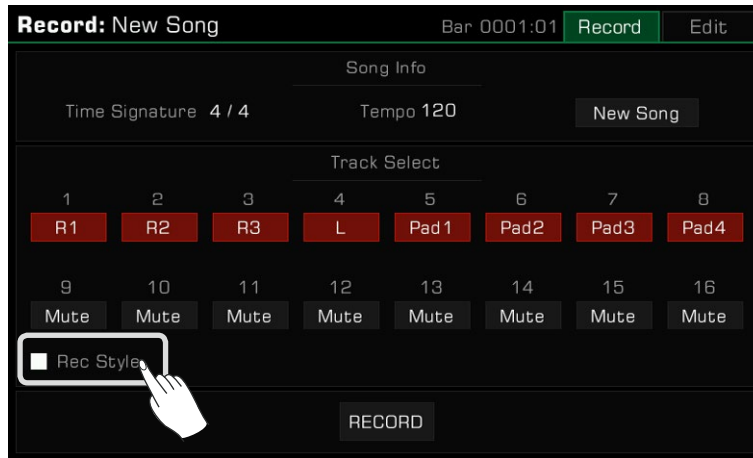 Record: New Song Bar 0001:01 Record Edit
Song Info
Time Signature 4 / 4 Tempo 120 New Song
Track Select
1 2 3 4 5 6 7 8
R1 R2 R3 L Pad1 Pad2 Pad3 Pad4
9 10 11 12 13 14 15 16
Mute Mute Mute Mute Mute Mute Mute Mute
Rec Style
RECORD